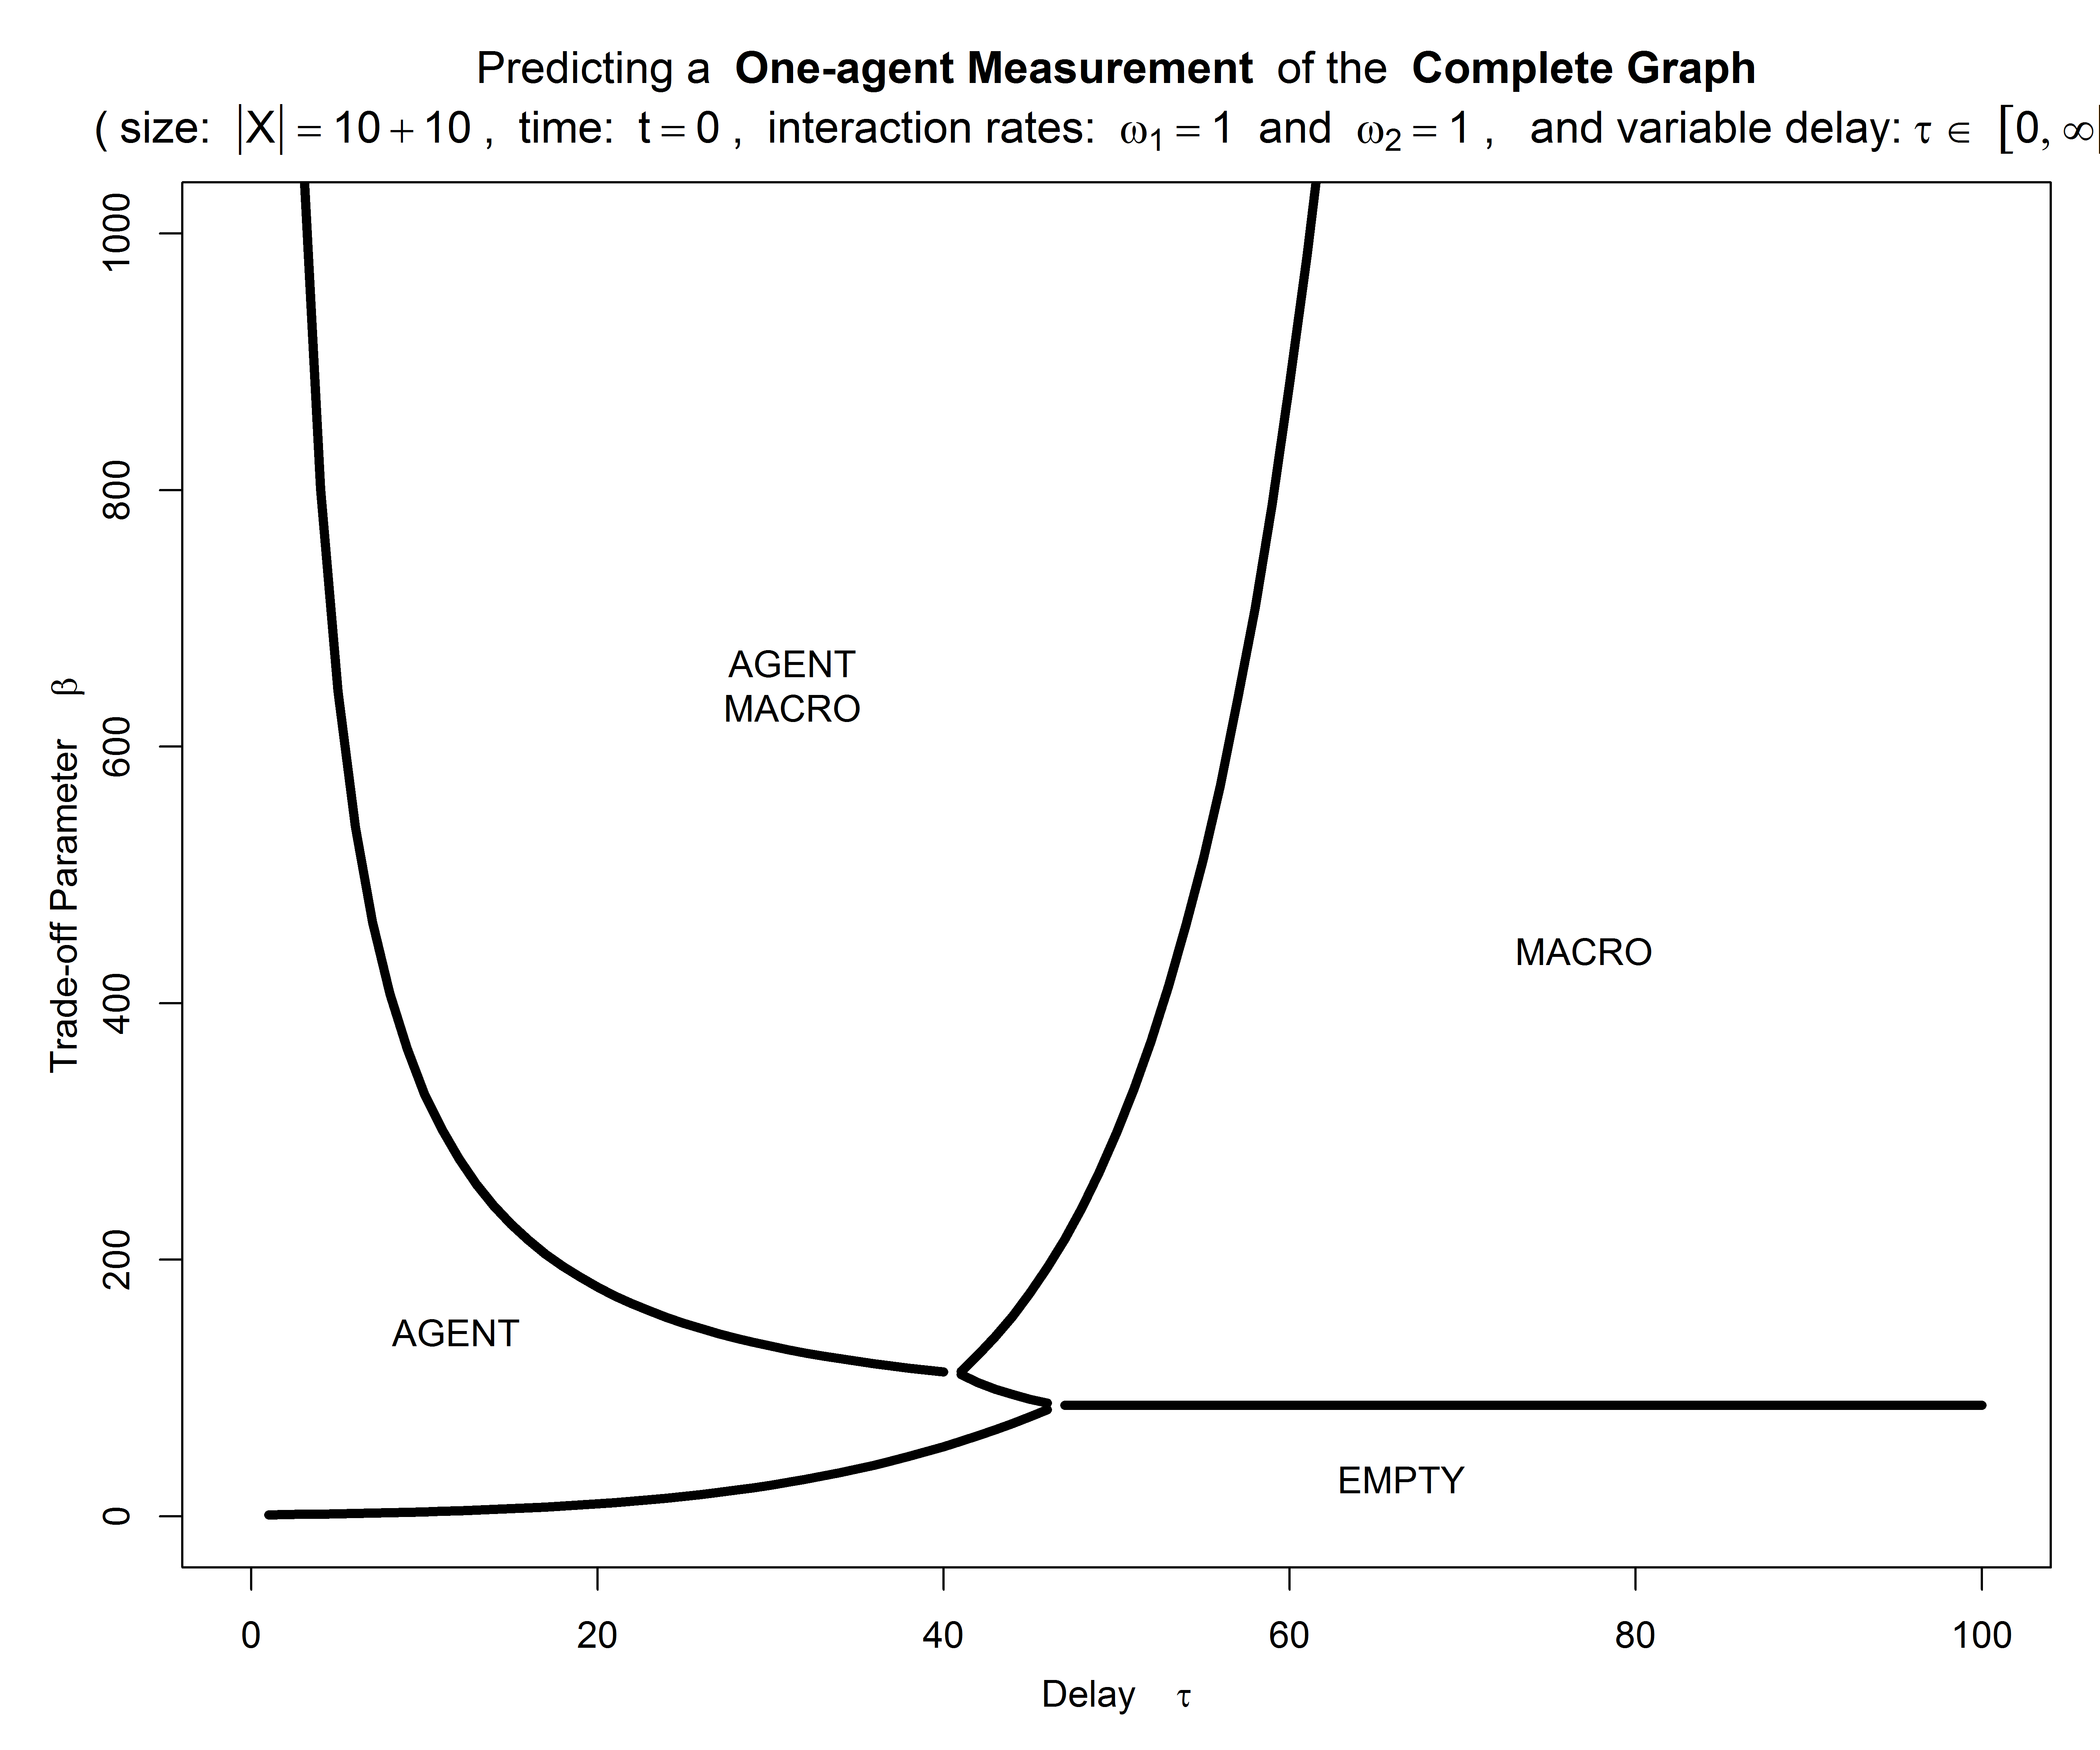 Predicting a One-agent Measurement of the Complete Graph
( size: |X| = 10 + 10 , time: t = 0 , interaction rates: ω₁ = 1 and ω₂ = 1 , and variable delay: τ ∈ [0, ∞[
1000
800
600
400
200
0
Trade-off Parameter β
AGENT
MACRO
MACRO
AGENT
EMPTY
0 20 40 60 80 100
Delay τ